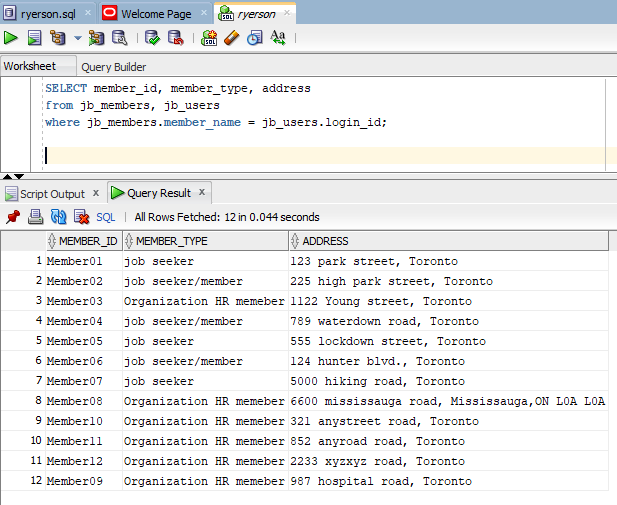 ryerson.sql Welcome Page ryerson
SQL Aa
Worksheet Query Builder
SELECT member_id, member_type, address
from jb_members, jb_users
where jb_members.member_name = jb_users.login_id;
Script Output x Query Result x
SQL | All Rows Fetched: 12 in 0.044 seconds
MEMBER_ID MEMBER_TYPE ADDRESS
1 Member01 job seeker 123 park street, Toronto
2 Member02 job seeker/member 225 high park street, Toronto
3 Member03 Organization HR memeber 1122 Young street, Toronto
4 Member04 job seeker/member 789 waterdown road, Toronto
5 Member05 job seeker 555 lockdown street, Toronto
6 Member06 job seeker/member 124 hunter blvd., Toronto
7 Member07 job seeker 5000 hiking road, Toronto
8 Member08 Organization HR memeber 6600 mississauga road, Mississauga,ON L0A L0A
9 Member10 Organization HR memeber 321 anystreet road, Toronto
10 Member11 Organization HR memeber 852 anyroad road, Toronto
11 Member12 Organization HR memeber 2233 xyzxyz road, Toronto
12 Member09 Organization HR memeber 987 hospital road, Toronto